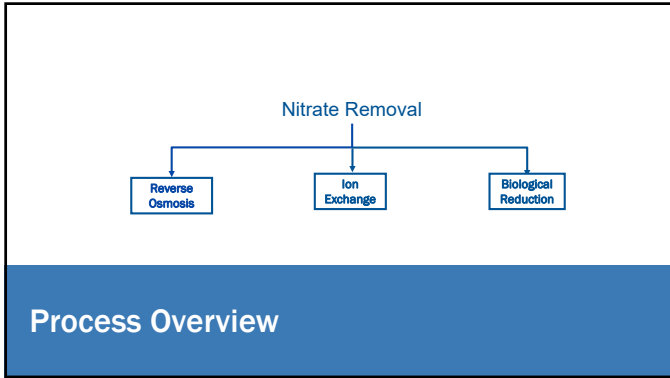 Nitrate Removal
Reverse
Osmosis
Ion
Exchange
Biological
Reduction
Process Overview